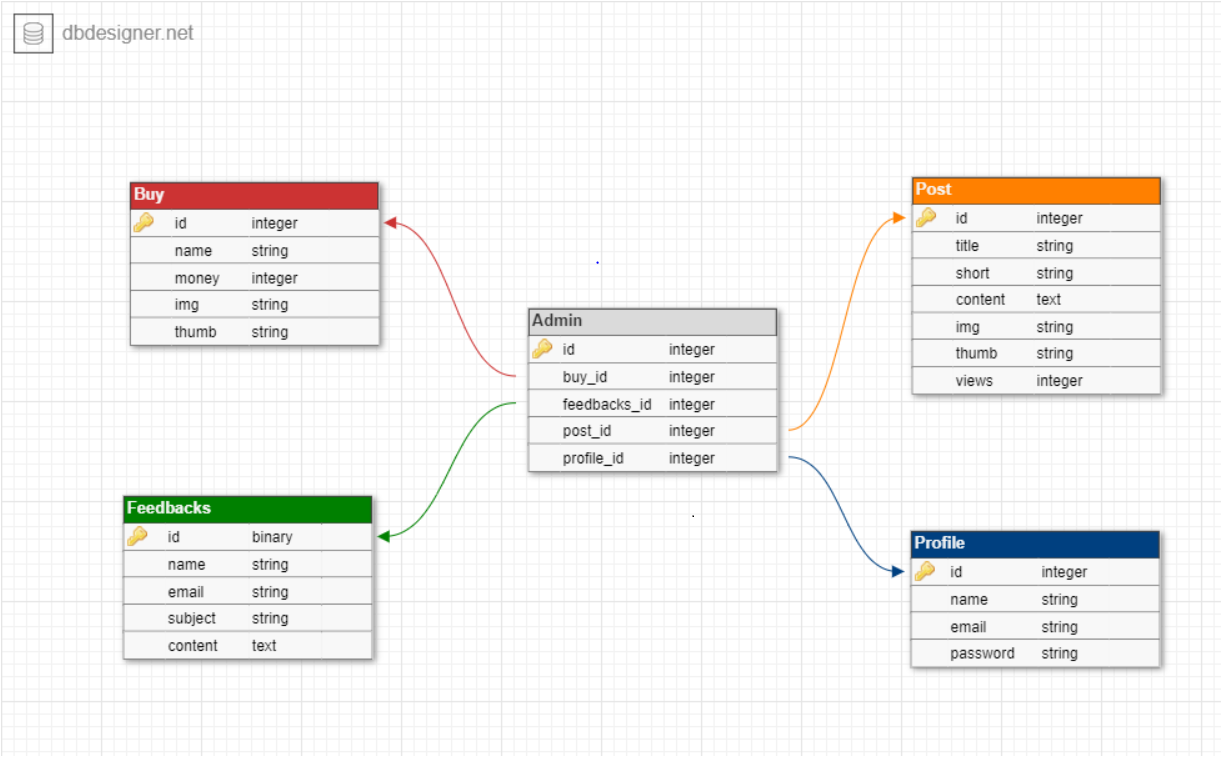 dbdesigner.net
Buy
id integer
name string
money integer
img string
thumb string
Post
id integer
title string
short string
content text
img string
thumb string
views integer
Admin
id integer
buy_id integer
feedbacks_id integer
post_id integer
profile_id integer
Feedbacks
id binary
name string
email string
subject string
content text
Profile
id integer
name string
email string
password string